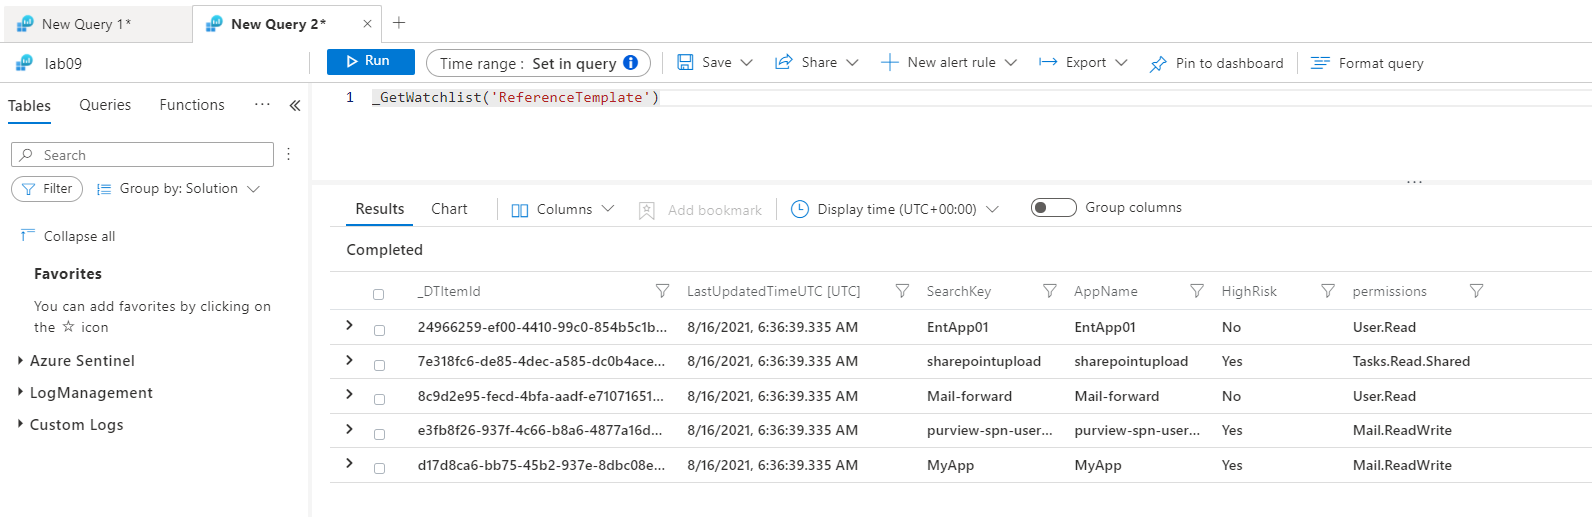 New Query 1*
New Query 2*
lab09
Run
Time range : Set in query
Save
Share
New alert rule
Export
Pin to dashboard
Format query
Tables
Queries
Functions
Search
Filter
Group by: Solution
Collapse all
Favorites
You can add favorites by clicking on
the ☆ icon
Azure Sentinel
LogManagement
Custom Logs
1 _GetWatchlist('ReferenceTemplate')
Results
Chart
Columns
Add bookmark
Display time (UTC+00:00)
Group columns
Completed
_DTItemId LastUpdatedTimeUTC [UTC] SearchKey AppName HighRisk permissions
24966259-ef00-4410-99c0-854b5c1b... 8/16/2021, 6:36:39.335 AM EntApp01 EntApp01 No User.Read
7e318fc6-de85-4dec-a585-dc0b4ace... 8/16/2021, 6:36:39.335 AM sharepointupload sharepointupload Yes Tasks.Read.Shared
8c9d2e95-fecd-4bfa-aadf-e71071651... 8/16/2021, 6:36:39.335 AM Mail-forward Mail-forward No User.Read
e3fb8f26-937f-4c66-b8a6-4877a16d... 8/16/2021, 6:36:39.335 AM purview-spn-user... purview-spn-user... Yes Mail.ReadWrite
d17d8ca6-bb75-45b2-937e-8dbc08e... 8/16/2021, 6:36:39.335 AM MyApp MyApp Yes Mail.ReadWrite